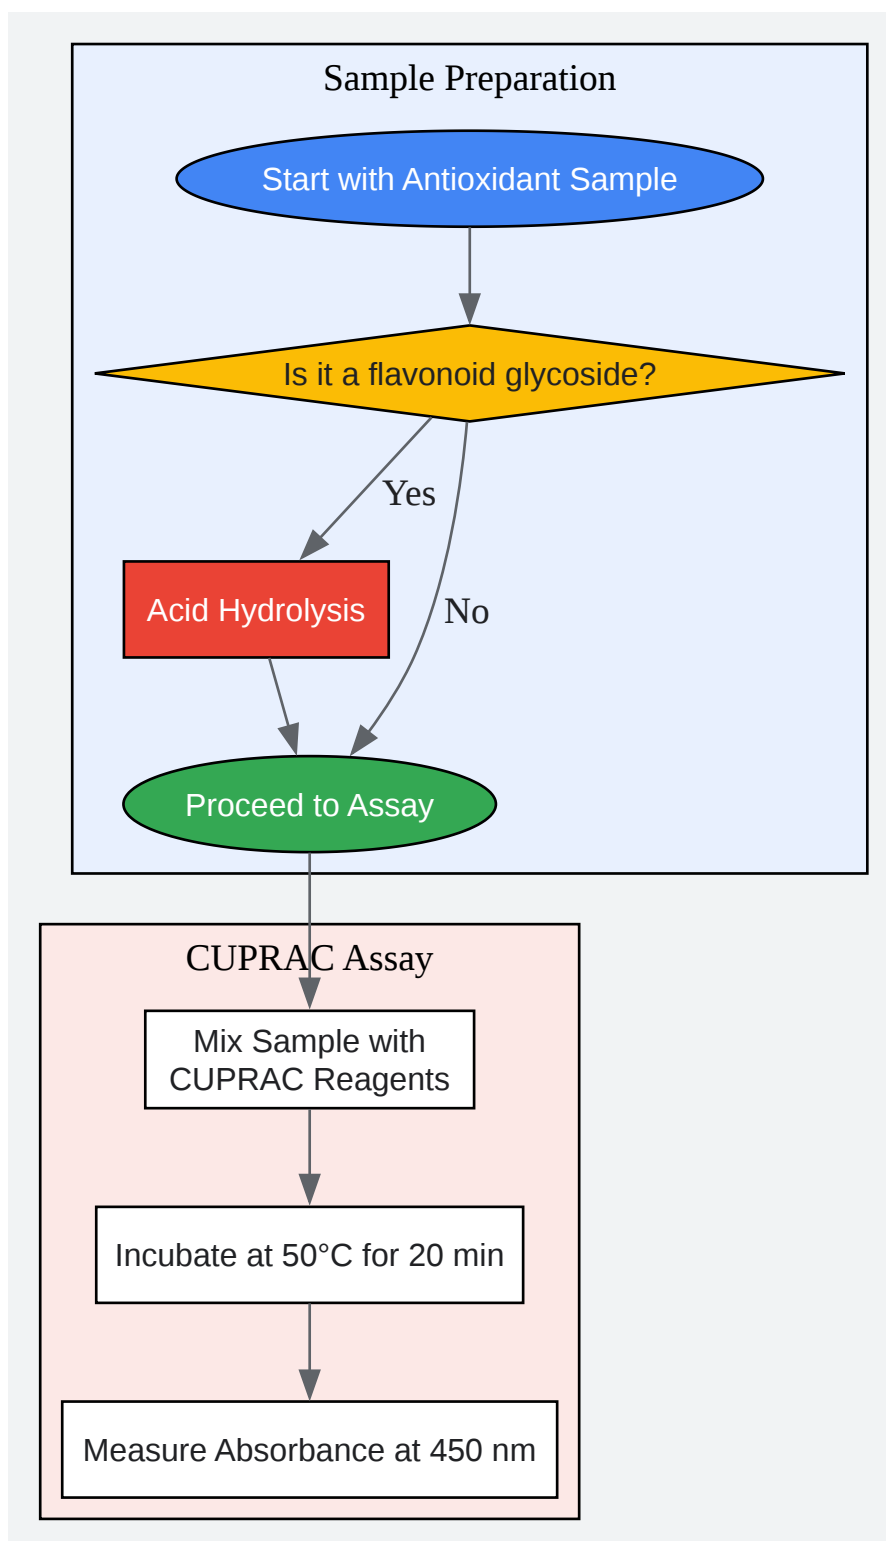 Sample Preparation
Start with Antioxidant Sample
Is it a flavonoid glycoside?
Yes
Acid Hydrolysis
No
Proceed to Assay
CUPRAC Assay
Mix Sample with
CUPRAC Reagents
Incubate at 50°C for 20 min
Measure Absorbance at 450 nm